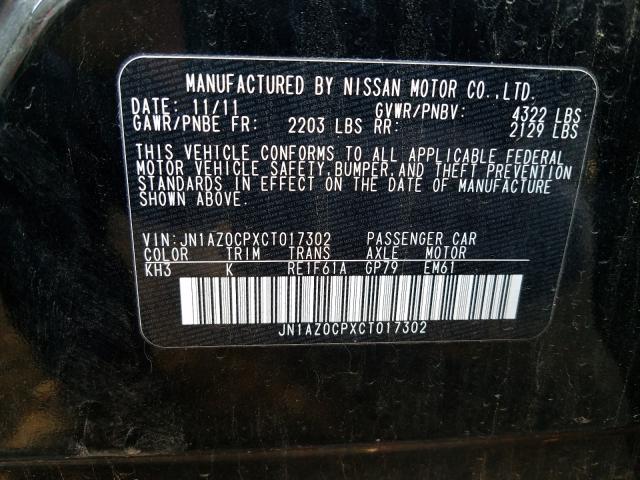 MANUFACTURED BY NISSAN MOTOR CO.,LTD.
DATE: 11/11 GVWR/PNBV: 4322 LBS
GAWR/PNBE FR: 2203 LBS RR: 2129 LBS
THIS VEHICLE CONFORMS TO ALL APPLICABLE FEDERAL
MOTOR VEHICLE SAFETY,BUMPER,AND THEFT PREVENTION
STANDARDS IN EFFECT ON THE DATE OF MANUFACTURE
SHOWN ABOVE.
VIN:JN1AZ0CPXCT017302 PASSENGER CAR
COLOR TRIM TRANS AXLE MOTOR
KH3 K RE1F61A GP79 EM61
JN1AZ0CPXCT017302